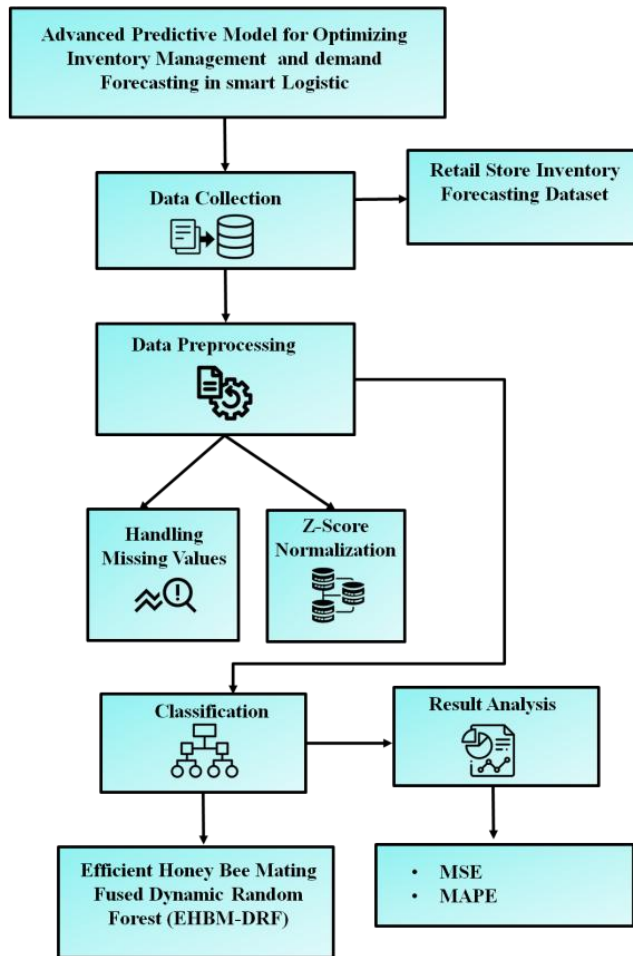 Advanced Predictive Model for Optimizing
Inventory Management and demand
Forecasting in smart Logistic
Data Collection
Retail Store Inventory
Forecasting Dataset
Data Preprocessing
Handling
Missing Values
Z-Score
Normalization
Classification
Result Analysis
Efficient Honey Bee Mating
Fused Dynamic Random
Forest (EHBM-DRF)
• MSE
• MAPE